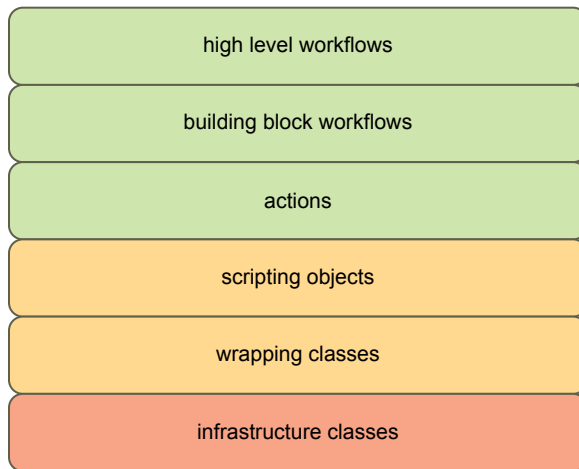 high level workflows
building block workflows
actions
scripting objects
wrapping classes
infrastructure classes